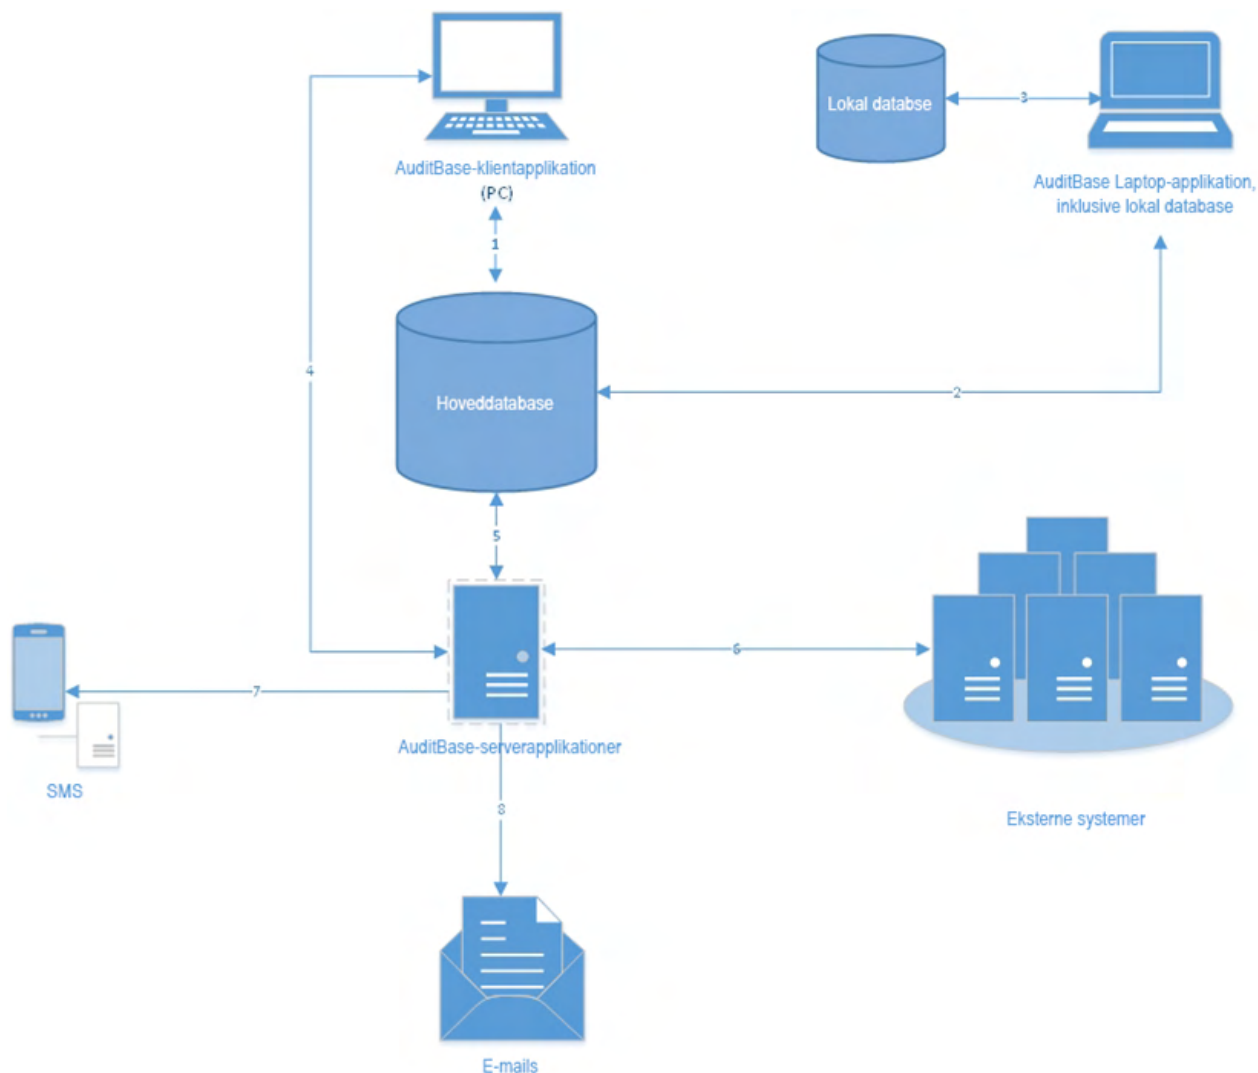 Lokal databse
3
AuditBase-klientapplikation
(PC)
AuditBase Laptop-applikation,
inklusive lokal database
1
4
Hoveddatabase
2
5
6
7
AuditBase-serverapplikationer
SMS
8
Eksterne systemer
E-mails